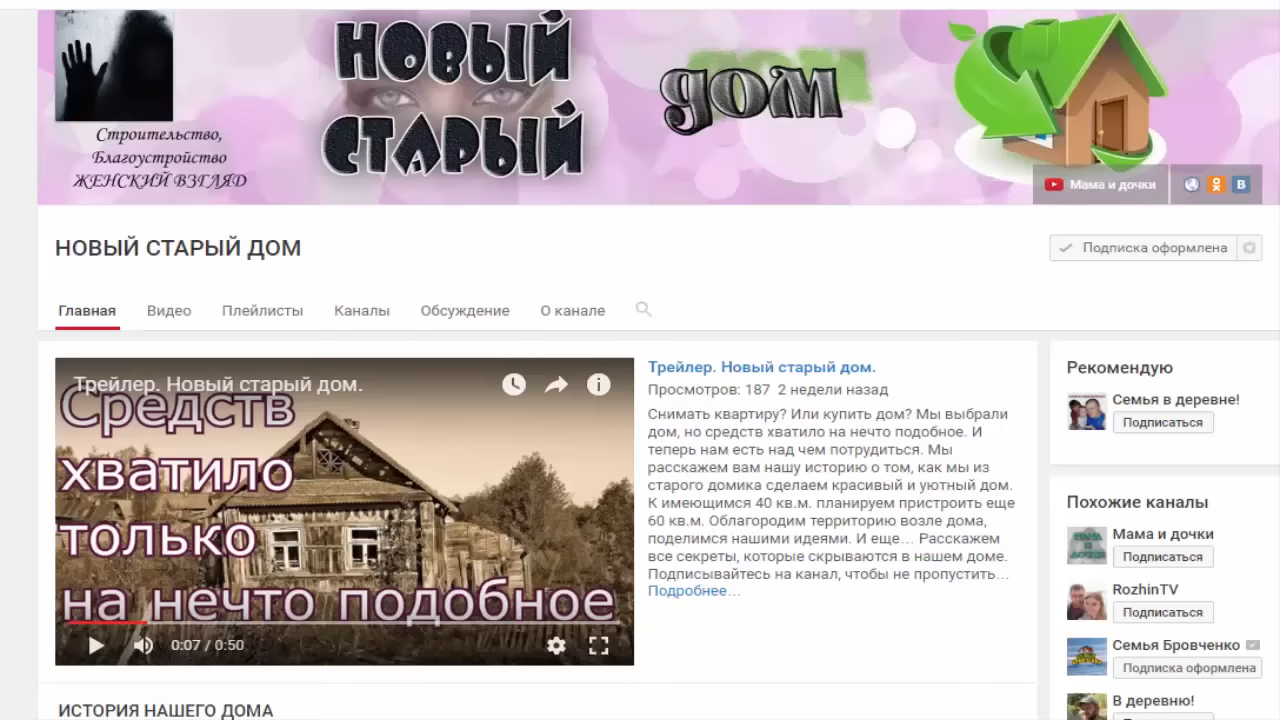 НОВЫЙ
СТАРЫЙ
ДОМ
Строительство,
Благоустройство
ЖЕНСКИЙ ВЗГЛЯД
Мама и дочки
НОВЫЙ СТАРЫЙ ДОМ
Подписка оформлена
Главная Видео Плейлисты Каналы Обсуждение О канале
Трейлер. Новый старый дом.
Средств
хватило
только
на нечто подобное
0:07 / 0:50
Трейлер. Новый старый дом.
Просмотров: 187 2 недели назад
Снимать квартиру? Или купить дом? Мы выбрали
дом, но средств хватило на нечто подобное. И
теперь нам есть над чем потрудиться. Мы
расскажем вам нашу историю о том, как мы из
старого домика сделаем красивый и уютный дом.
К имеющимся 40 кв.м. планируем пристроить еще
60 кв.м. Облагородим территорию возле дома,
поделимся нашими идеями. И еще... Расскажем
все секреты, которые скрываются в нашем доме.
Подписывайтесь на канал, чтобы не пропустить...
Подробнее...
Рекомендую
Семья в деревне!
Подписаться
Похожие каналы
Мама и дочки
Подписаться
RozhinTV
Подписаться
Семья Бровченко
Подписка оформлена
В деревню!
ИСТОРИЯ НАШЕГО ДОМА